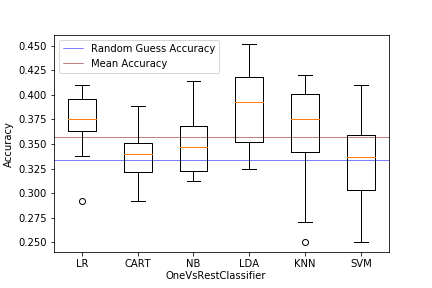 Random Guess Accuracy
Mean Accuracy
0.450
0.425
0.400
0.375
0.350
0.325
0.300
0.275
0.250
Accuracy
LR CART NB LDA KNN SVM
OneVsRestClassifier